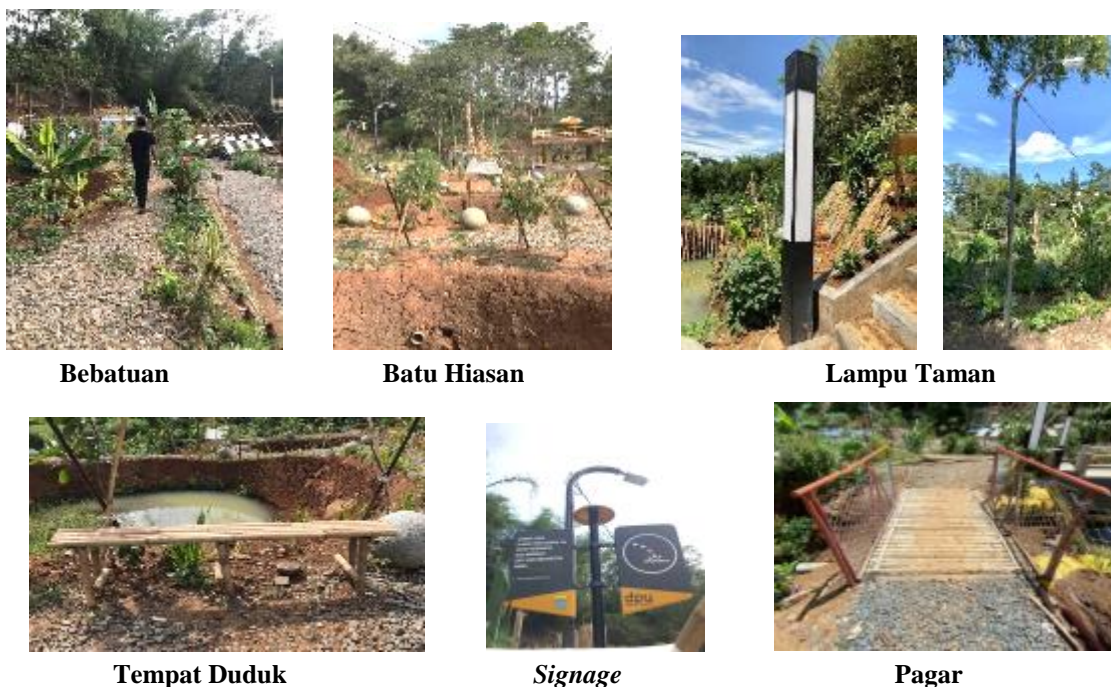 Bebatuan
Batu Hiasan
Lampu Taman
dpu
Tempat Duduk
Signage
Pagar